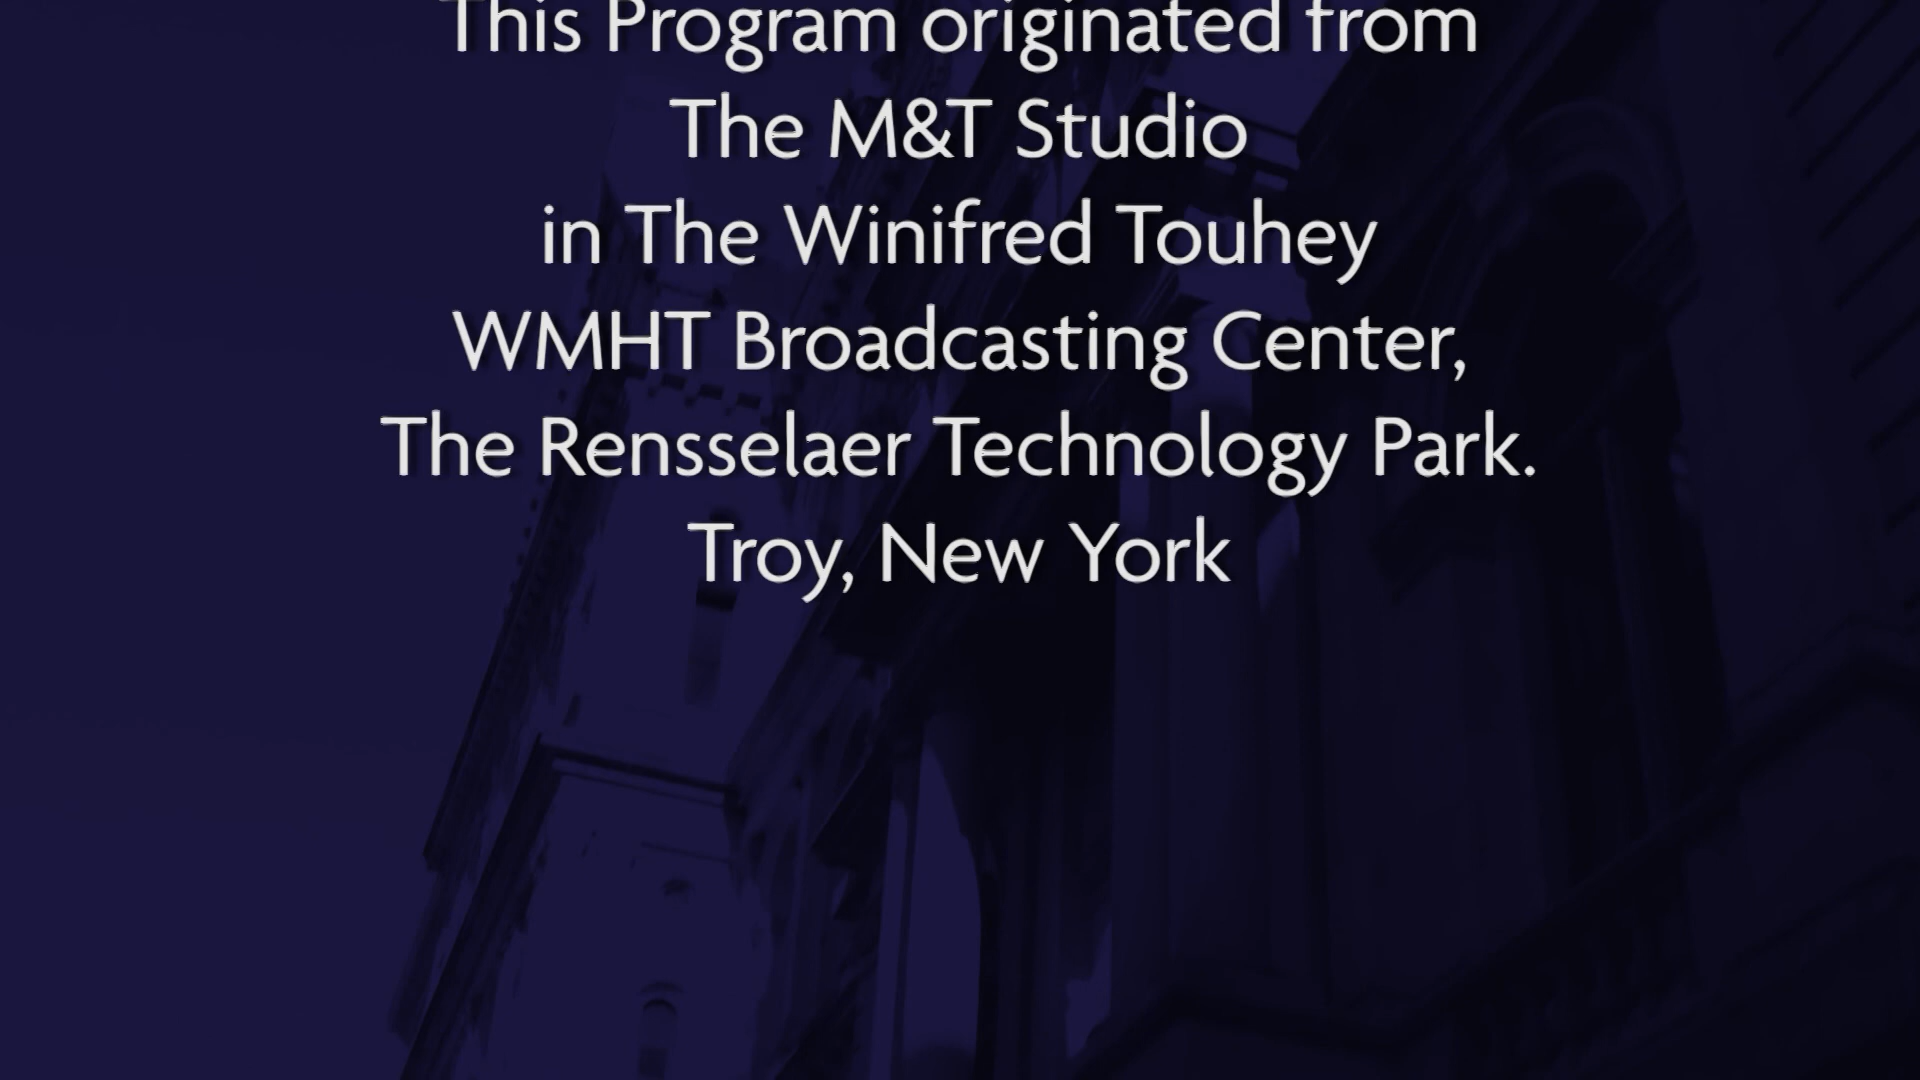 This Program originated from
The M&T Studio
in The Winifred Touhey
WMHT Broadcasting Center,
The Rensselaer Technology Park.
Troy, New York